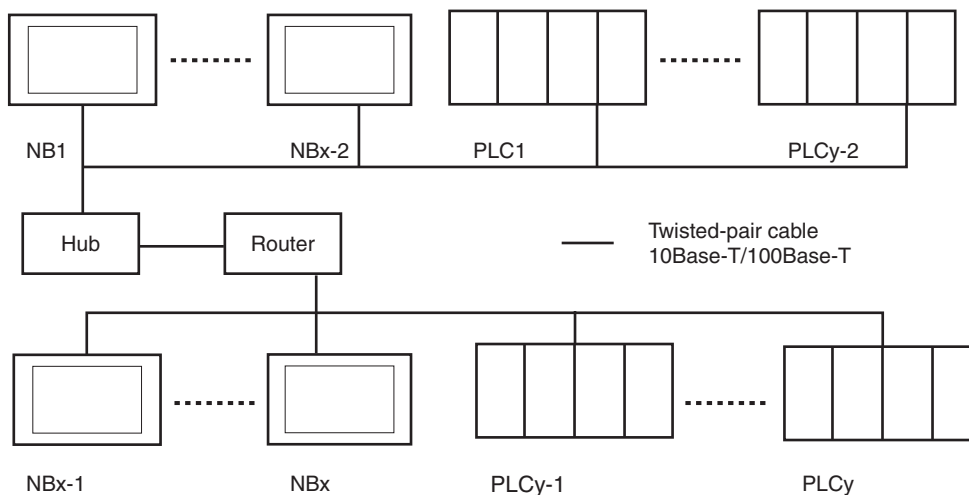 NB1
NBx-2
PLC1
PLCy-2
Hub
Router
Twisted-pair cable
10Base-T/100Base-T
NBx-1
NBx
PLCy-1
PLCy